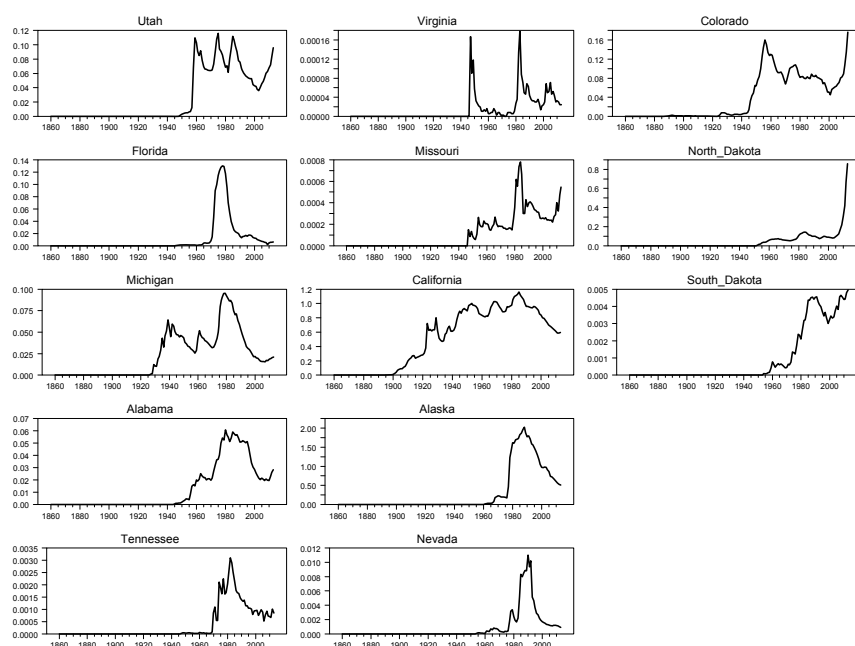 Utah Virginia Colorado
0.12 0.10 0.08 0.06 0.04 0.02 0.00
0.00016 0.00012 0.00008 0.00004 0.00000
0.16 0.12 0.08 0.04 0.00
1860 1880 1900 1920 1940 1960 1980 2000 1860 1880 1900 1920 1940 1960 1980 2000 1860 1880 1900 1920 1940 1960 1980 2000
Florida Missouri North_Dakota
0.14 0.12 0.10 0.08 0.06 0.04 0.02 0.00
0.0008 0.0006 0.0004 0.0002 0.0000
0.8 0.6 0.4 0.2 0.0
1860 1880 1900 1920 1940 1960 1980 2000 1860 1880 1900 1920 1940 1960 1980 2000 1860 1880 1900 1920 1940 1960 1980 2000
Michigan California South_Dakota
0.100 0.075 0.050 0.025 0.000
1.2 1.0 0.8 0.6 0.4 0.2 0.0
0.005 0.004 0.003 0.002 0.001 0.000
1860 1880 1900 1920 1940 1960 1980 2000 1860 1880 1900 1920 1940 1960 1980 2000 1860 1880 1900 1920 1940 1960 1980 2000
Alabama Alaska
0.07 0.06 0.05 0.04 0.03 0.02 0.01 0.00
2.00 1.50 1.00 0.50 0.00
1860 1880 1900 1920 1940 1960 1980 2000 1860 1880 1900 1920 1940 1960 1980 2000
Tennessee Nevada
0.0035 0.0030 0.0025 0.0020 0.0015 0.0010 0.0005 0.0000
0.012 0.010 0.008 0.006 0.004 0.002 0.000
1860 1880 1900 1920 1940 1960 1980 2000 1860 1880 1900 1920 1940 1960 1980 2000